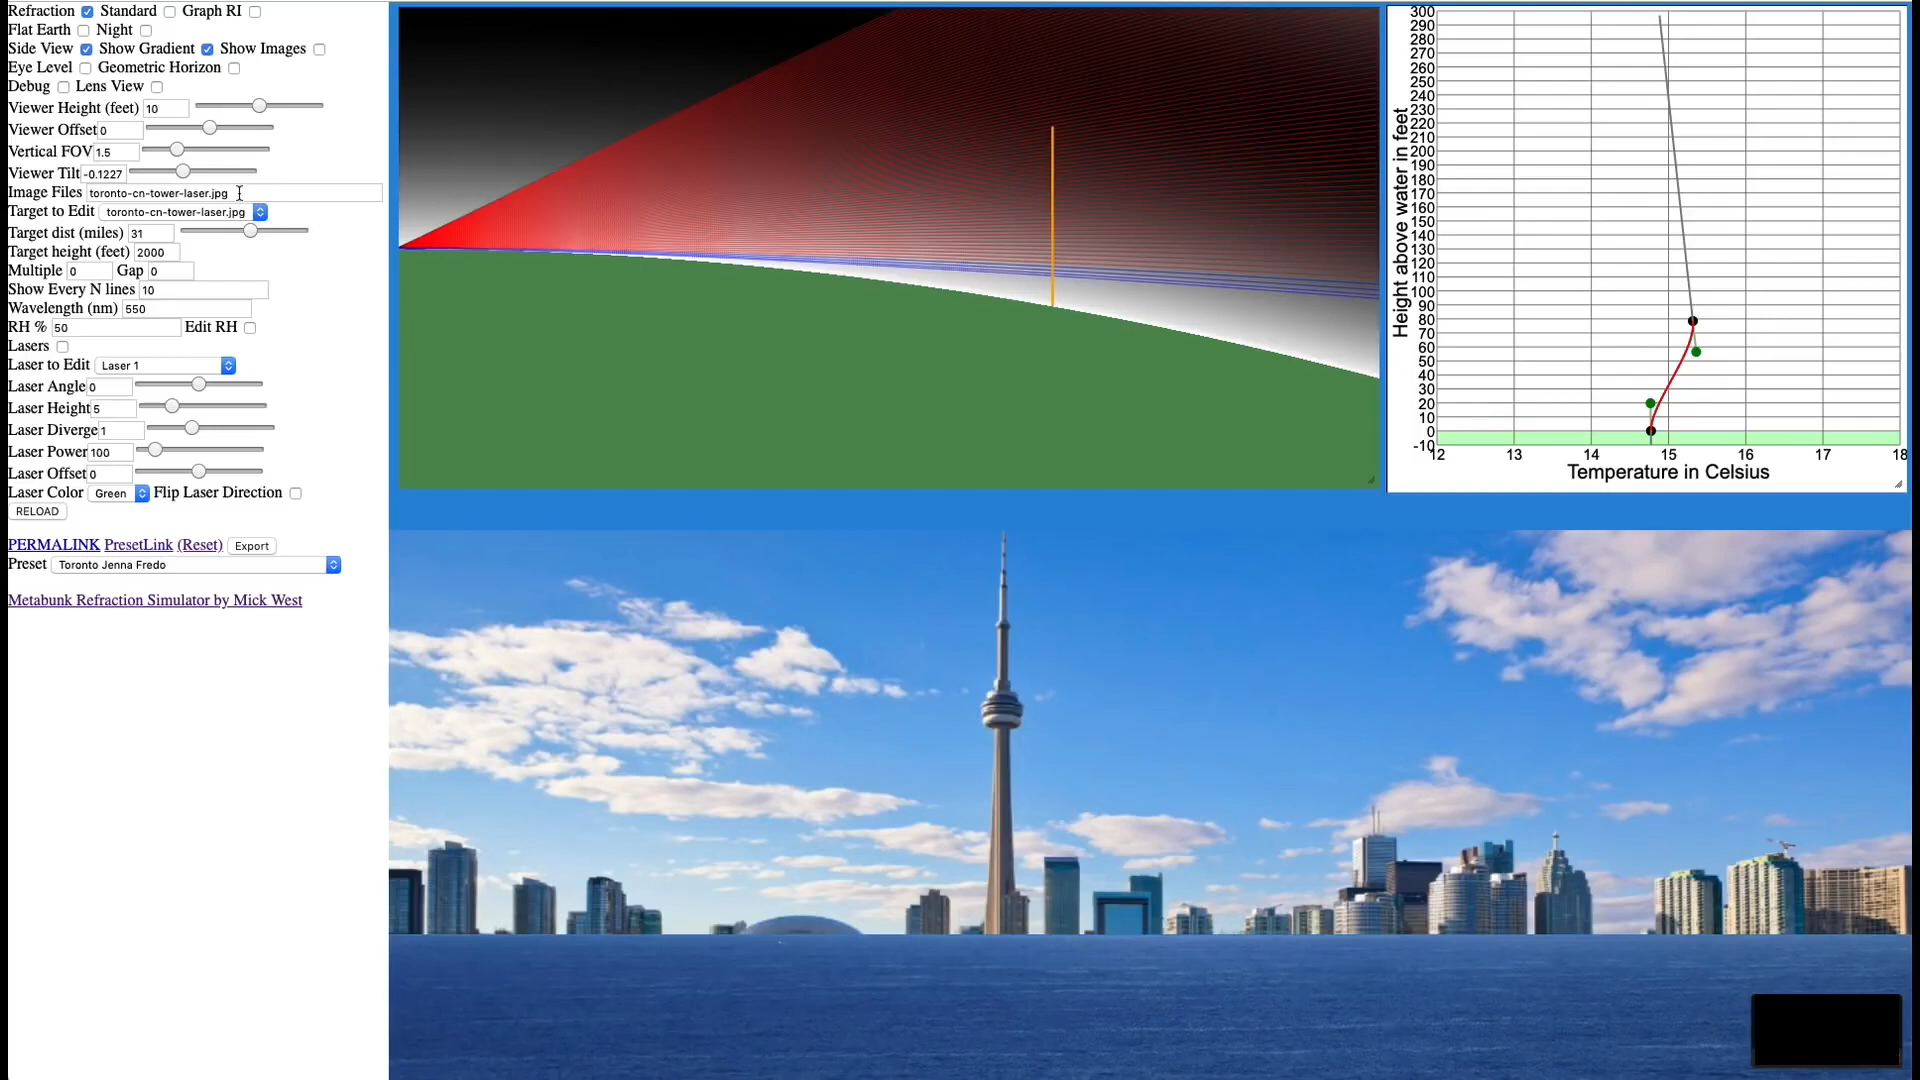 Refraction Standard Graph RI
Flat Earth Night
Side View Show Gradient Show Images
Eye Level Geometric Horizon
Debug Lens View
Viewer Height (feet) 10
Viewer Offset 0
Vertical FOV 1.5
Viewer Tilt -0.1227
Image Files toronto-cn-tower-laser.jpg
Target to Edit toronto-cn-tower-laser.jpg
Target dist (miles) 31
Target height (feet) 2000
Multiple 0 Gap 0
Show Every N lines 10
Wavelength (nm) 550
RH % 50 Edit RH
Lasers
Laser to Edit Laser 1
Laser Angle 0
Laser Height 5
Laser Diverge 1
Laser Power 100
Laser Offset 0
Laser Color Green Flip Laser Direction
RELOAD
PERMALINK PresetLink (Reset) Export
Preset Toronto Jenna Fredo
Metabunk Refraction Simulator by Mick West
Height above water in feet
300
290
280
270
260
250
240
230
220
210
200
190
180
170
160
150
140
130
120
110
100
90
80
70
60
50
40
30
20
10
0
-10
12 13 14 15 16 17 18
Temperature in Celsius